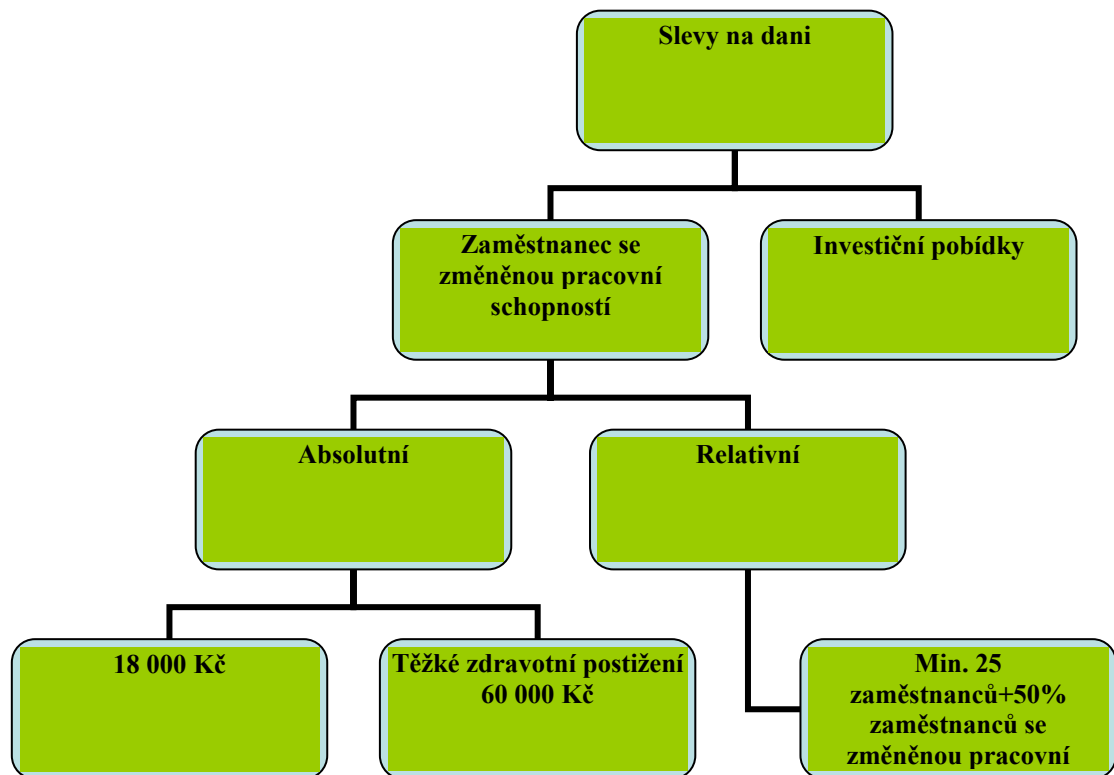 Slevy na dani
Zaměstnanec se
změněnou pracovní
schopností
Investiční pobídky
Absolutní
Relativní
18 000 Kč
Těžké zdravotní postižení
60 000 Kč
Min. 25
zaměstnanců+50%
zaměstnanců se
změněnou pracovní